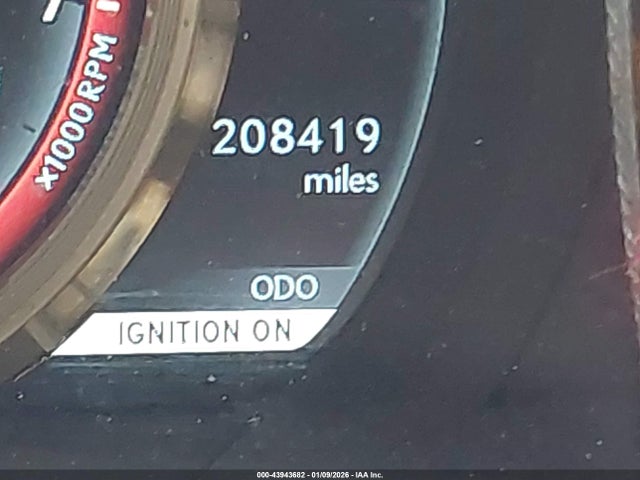 x1000RPM
208419
miles
ODO
IGNITION ON
000-43943682 - 01/09/2026 - IAA Inc.